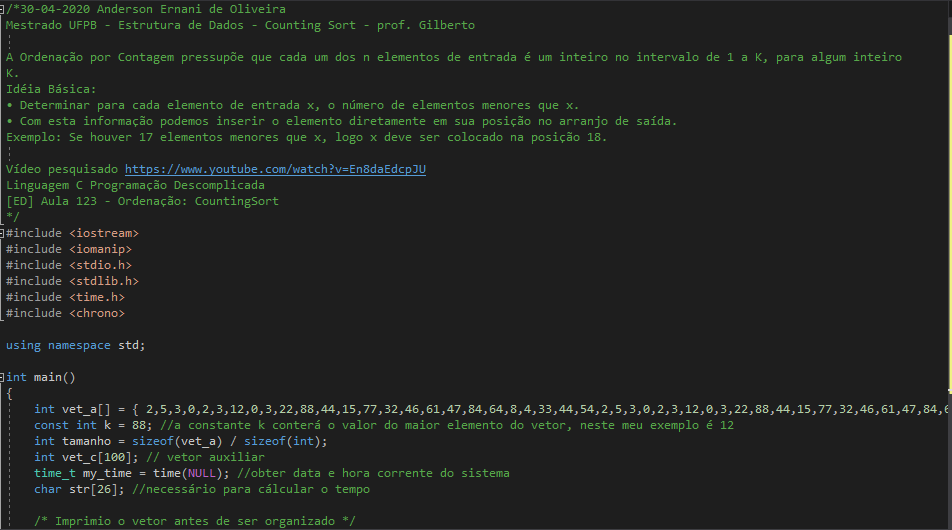 /*30-04-2020 Anderson Ernani de Oliveira
Mestrado UFPB - Estrutura de Dados - Counting Sort - prof. Gilberto
A Ordenação por Contagem pressupõe que cada um dos n elementos de entrada é um inteiro no intervalo de 1 a K, para algum inteiro
K.
Idéia Básica:
• Determinar para cada elemento de entrada x, o número de elementos menores que x.
• Com esta informação podemos inserir o elemento diretamente em sua posição no arranjo de saída.
Exemplo: Se houver 17 elementos menores que x, logo x deve ser colocado na posição 18.
Vídeo pesquisado https://www.youtube.com/watch?v=En8daEdcpJU
Linguagem C Programação Descomplicada
[ED] Aula 123 - Ordenação: CountingSort
*/
#include <iostream>
#include <iomanip>
#include <stdio.h>
#include <stdlib.h>
#include <time.h>
#include <chrono>
using namespace std;
int main()
{
int vet_a[] = { 2,5,3,0,2,3,12,0,3,22,88,44,15,77,32,46,61,47,84,64,8,4,33,44,54,2,5,3,0,2,3,12,0,3,22,88,44,15,77,32,46,61,47,84,6
const int k = 88; //a constante k conterá o valor do maior elemento do vetor, neste meu exemplo é 12
int tamanho = sizeof(vet_a) / sizeof(int);
int vet_c[100]; // vetor auxiliar
time_t my_time = time(NULL); //obter data e hora corrente do sistema
char str[26]; //necessário para cálcular o tempo
/* Imprimio o vetor antes de ser organizado */